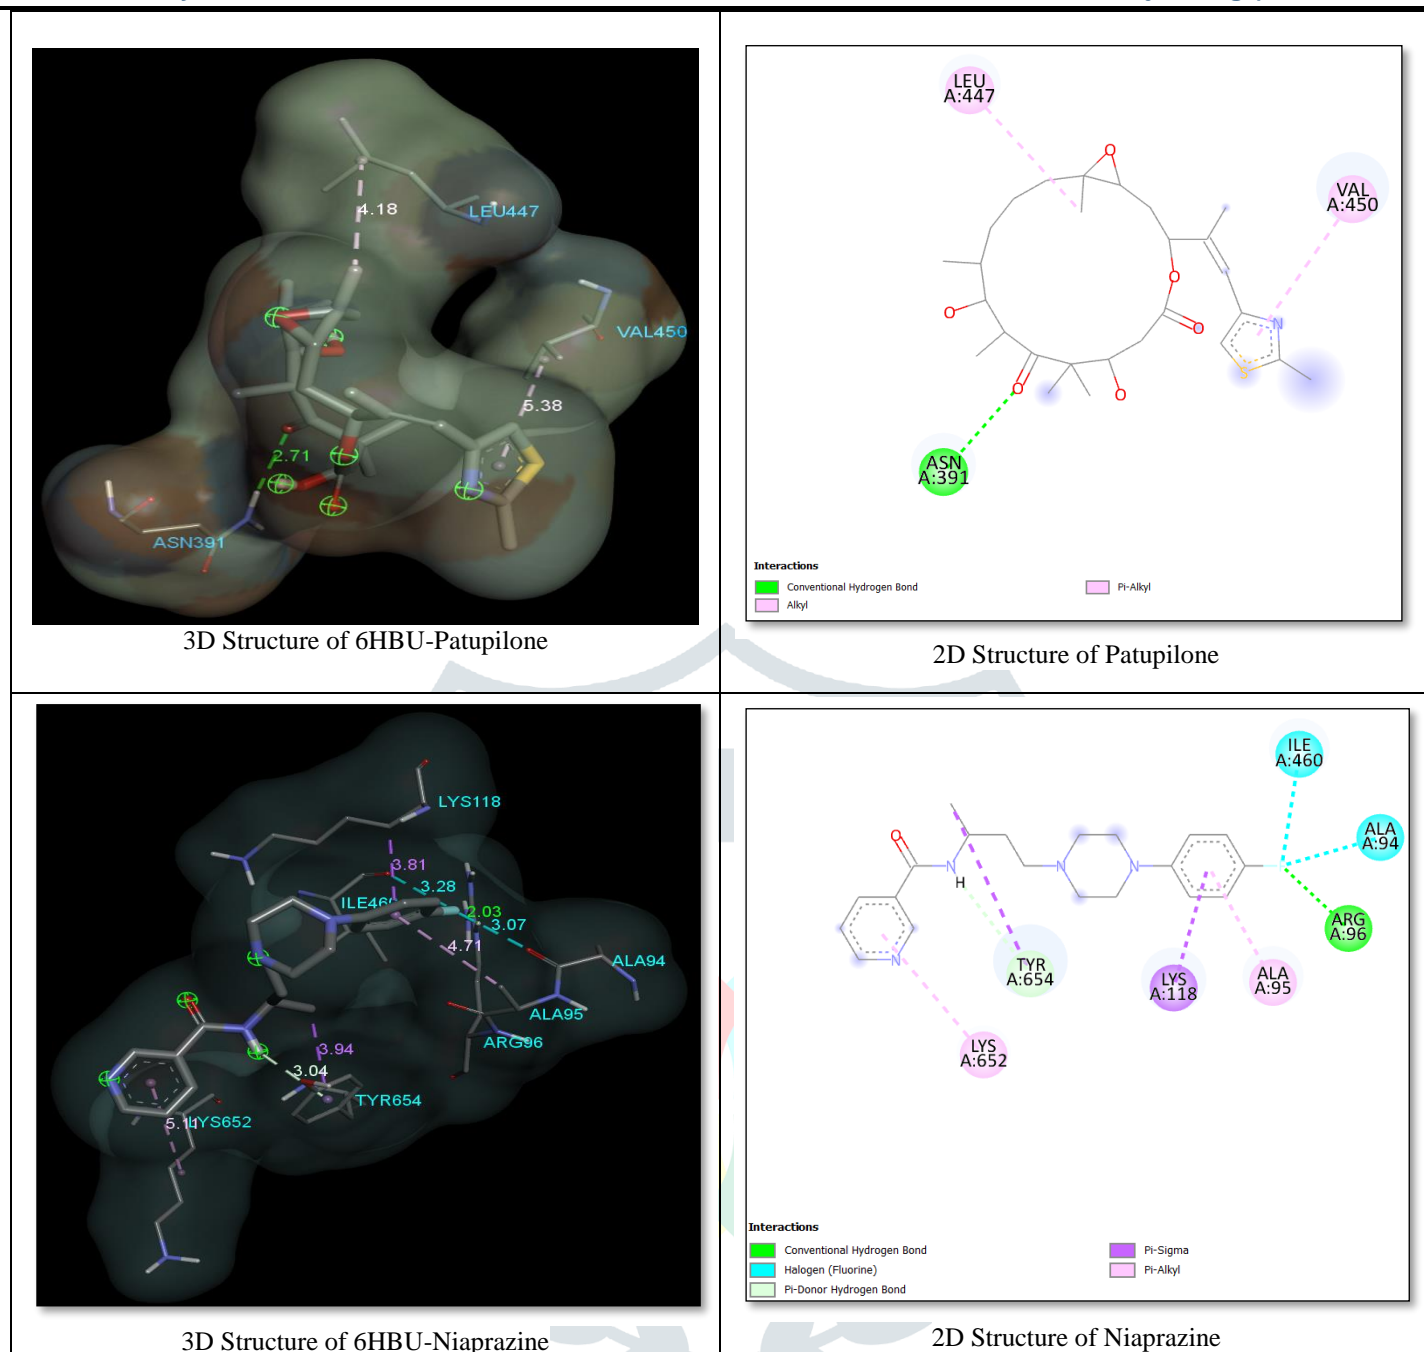 LEU447
4.18
VAL450
5.38
2.71
ASN391
3D Structure of 6HBU-Patupilone
LEU
A:447
VAL
A:450
O
O
O
O
N
S
O
O
ASN
A:391
Interactions
Conventional Hydrogen Bond
Alkyl
Pi-Alkyl
2D Structure of Patupilone
LYS118
3.81
3.28
2.03
3.07
4.71
ALA94
ALA95
ARG96
3.94
3.04
TYR654
LYS652
3D Structure of 6HBU-Niaprazine
ILE
A:460
ALA
A:94
ARG
A:96
O
N
H
N
N
N
TYR
A:654
LYS
A:118
ALA
A:95
LYS
A:652
Interactions
Conventional Hydrogen Bond
Halogen (Fluorine)
Pi-Donor Hydrogen Bond
Pi-Sigma
Pi-Alkyl
2D Structure of Niaprazine